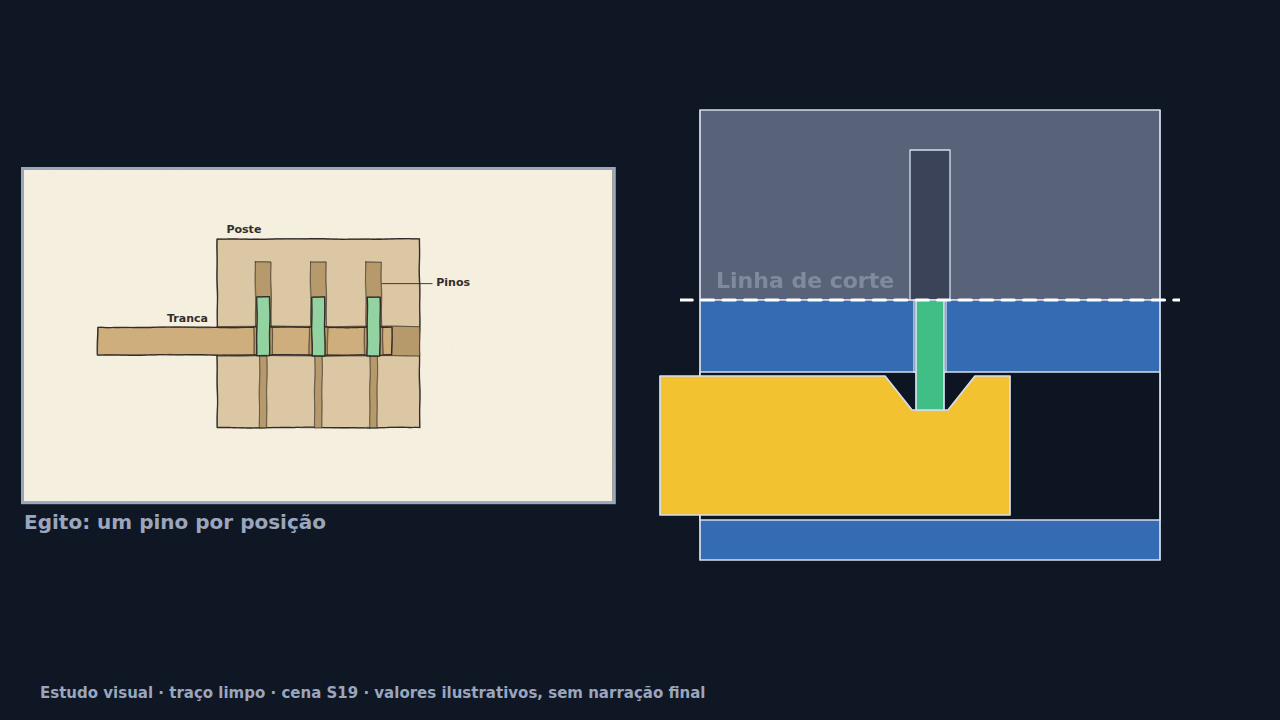 Poste
Pinos
Tranca
Linha de corte
Egito: um pino por posição
Estudo visual · traço limpo · cena S19 · valores ilustrativos, sem narração final